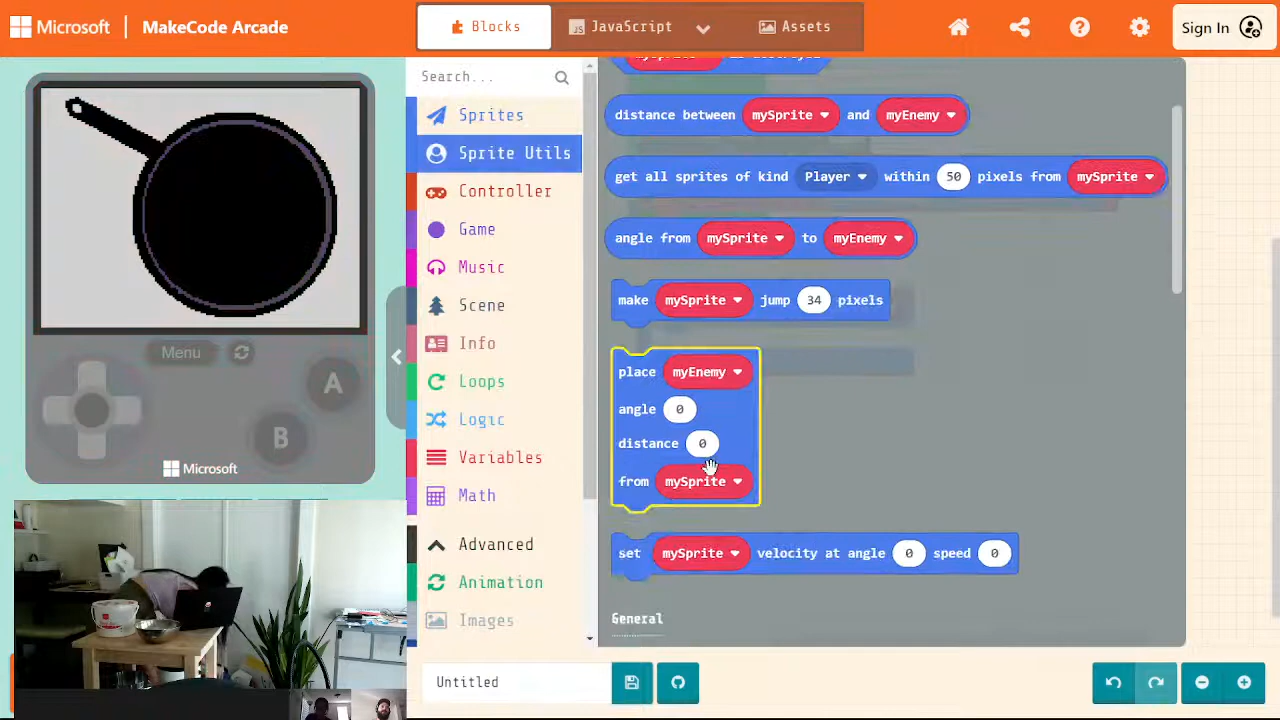 Microsoft | MakeCode Arcade
Blocks
JavaScript
Assets
Sign In
Menu
A
B
Microsoft
Search...
Sprites
Sprite Utils
Controller
Game
Music
Scene
Info
Loops
Logic
Variables
Math
Advanced
Animation
Images
distance between mySprite and myEnemy
get all sprites of kind Player within 50 pixels from mySprite
angle from mySprite to myEnemy
make mySprite jump 34 pixels
place myEnemy
angle 0
distance 0
from mySprite
set mySprite velocity at angle 0 speed 0
General
Untitled